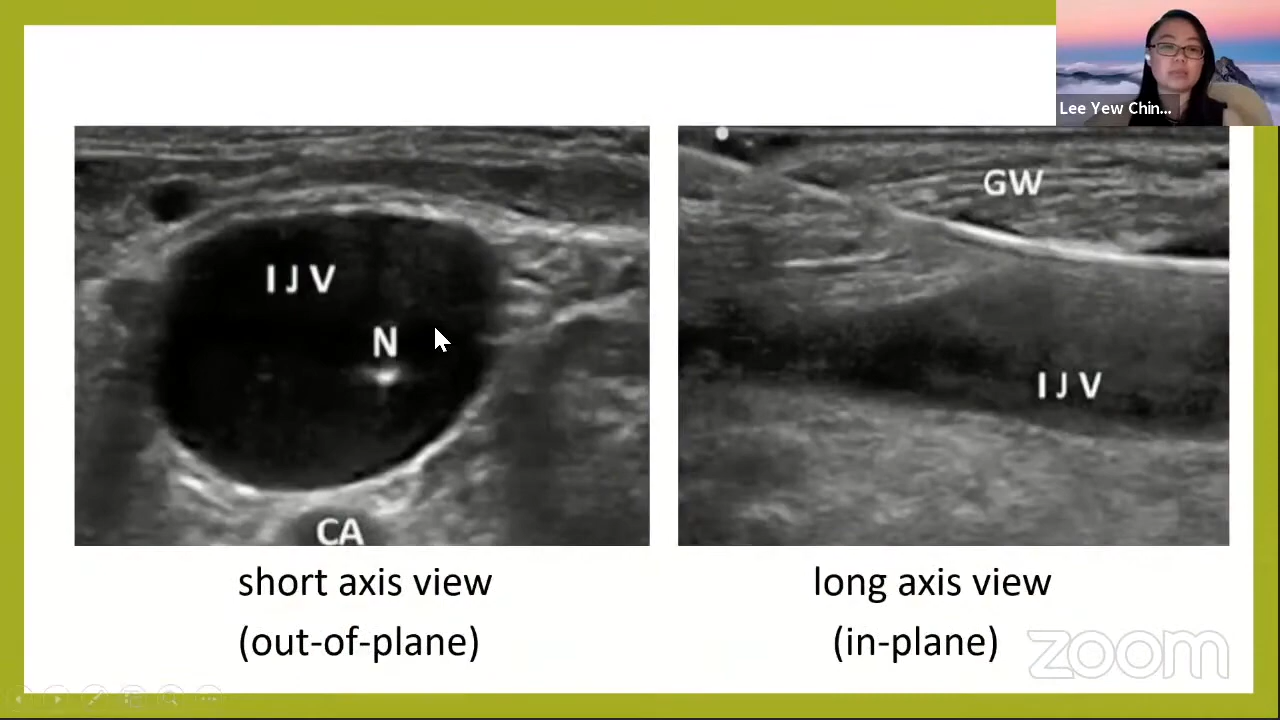 Lee Yew Chin...
I J V
N
CA
GW
I J V
short axis view
(out-of-plane)
long axis view
(in-plane)
zoom